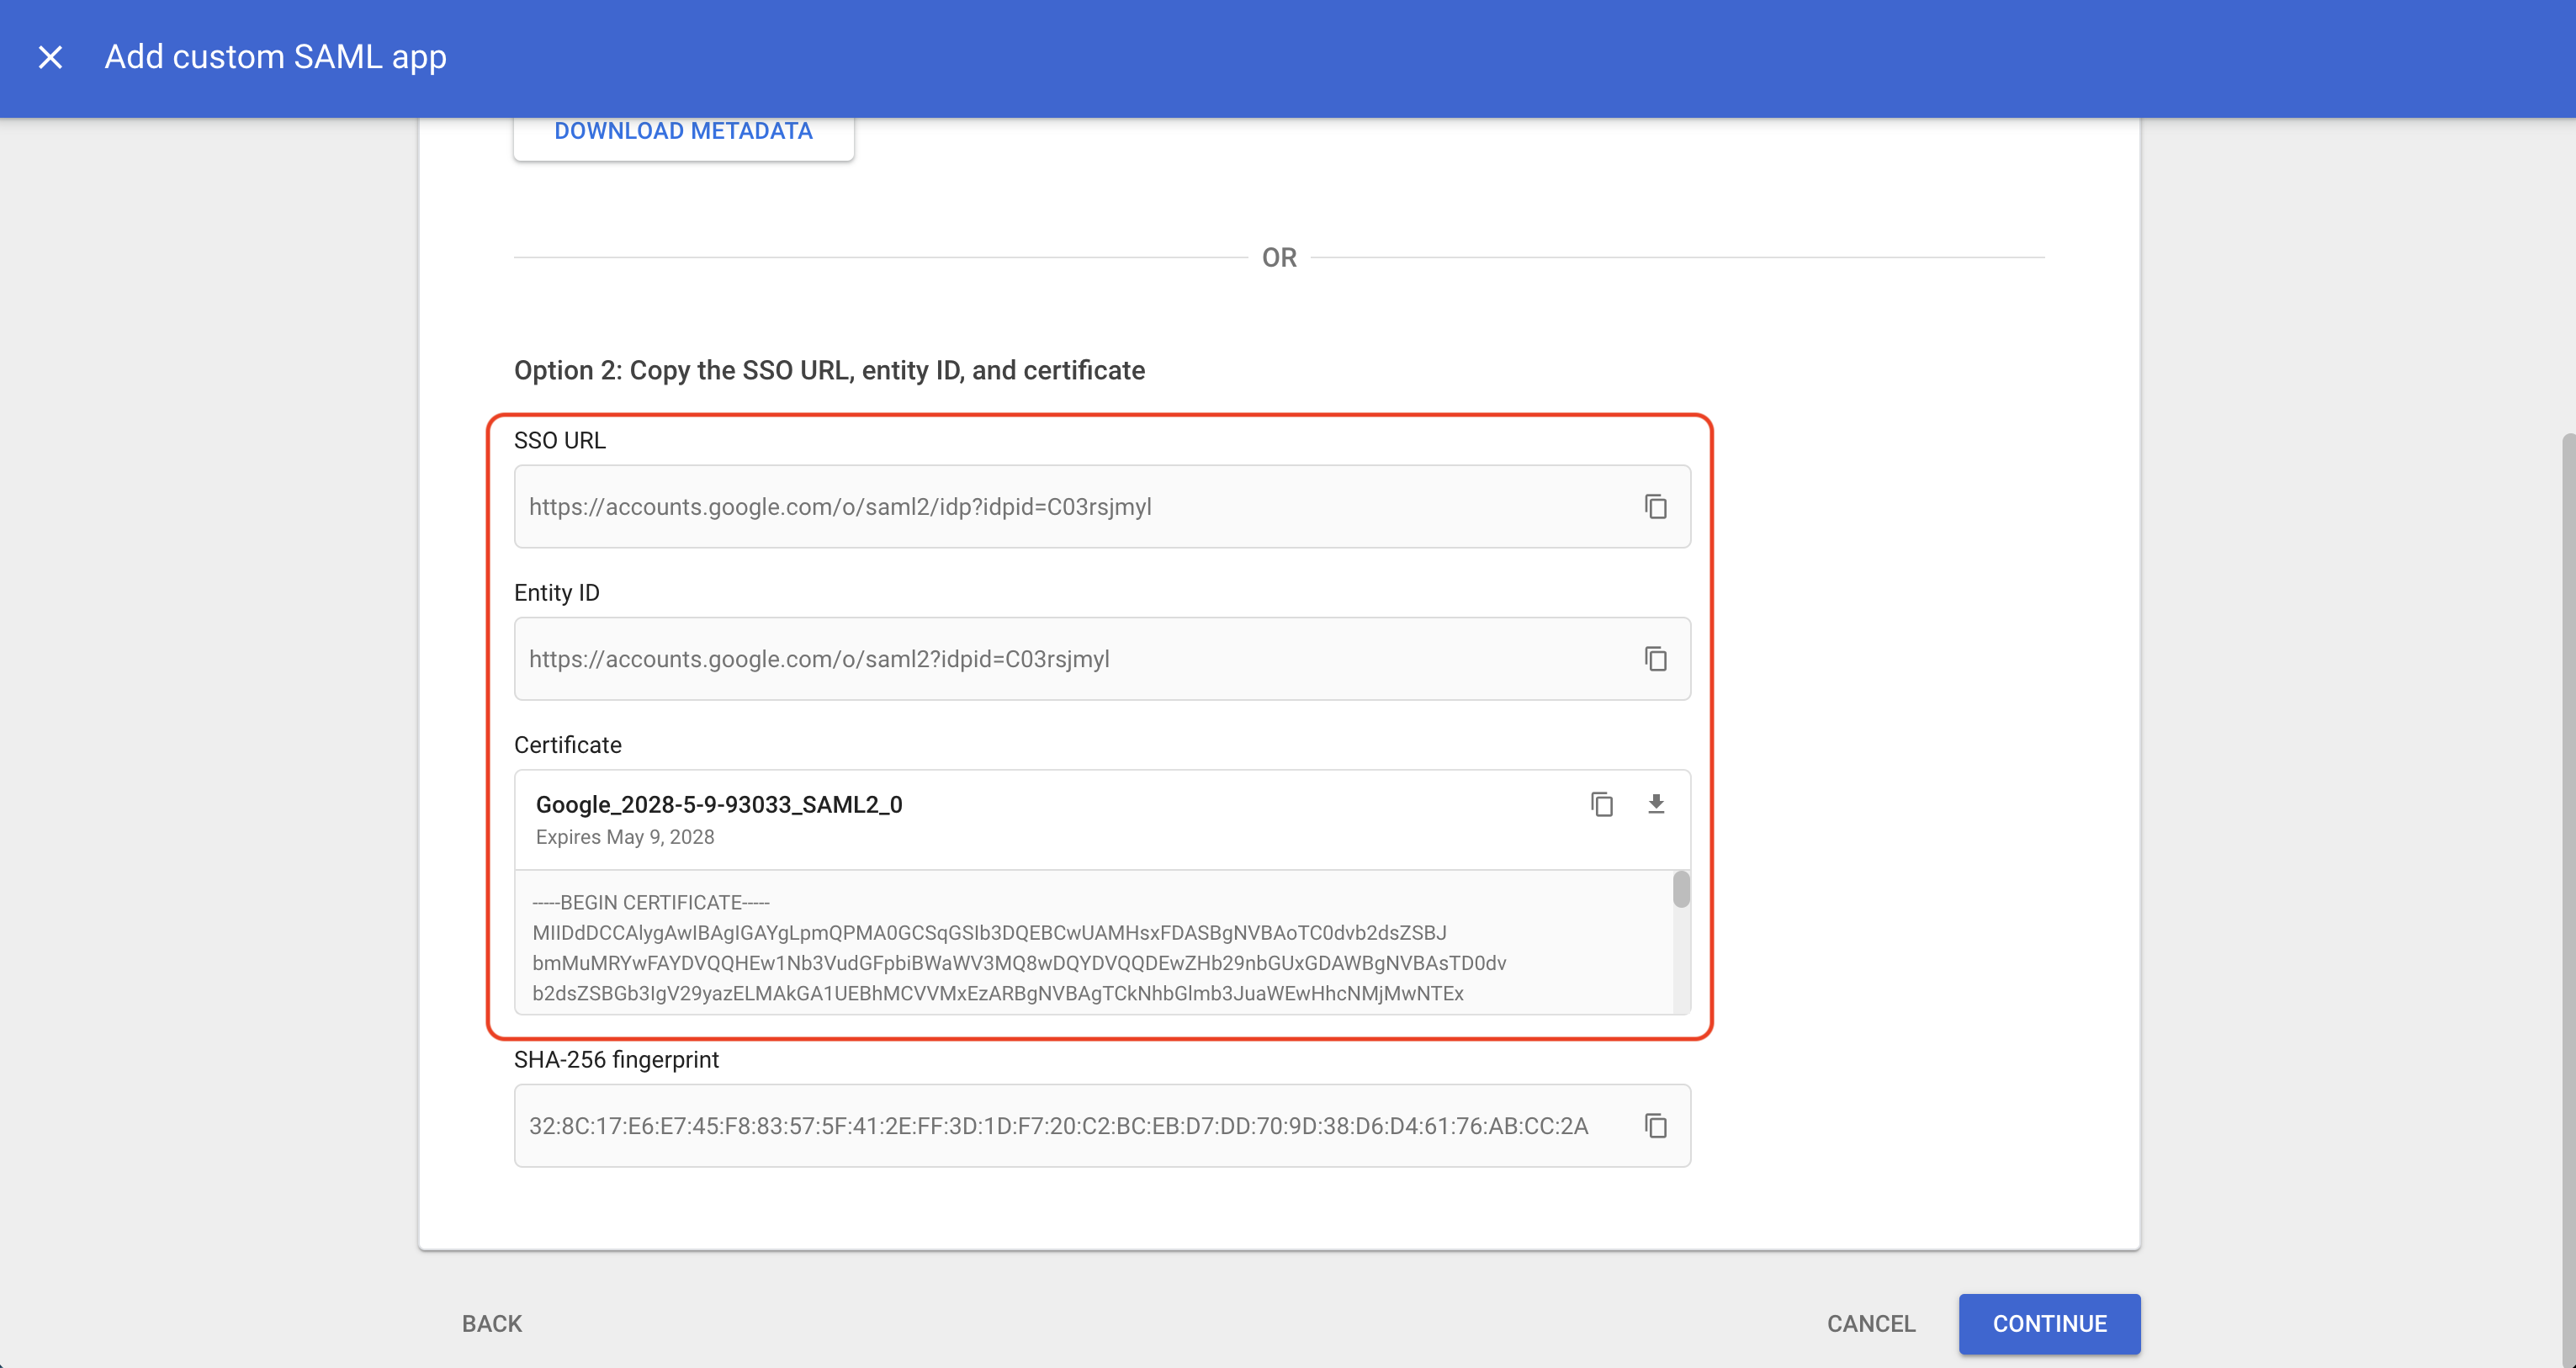 Add custom SAML app
DOWNLOAD METADATA
OR
Option 2: Copy the SSO URL, entity ID, and certificate
SSO URL
https://accounts.google.com/o/saml2/idp?idpid=C03rsjmyl
Entity ID
https://accounts.google.com/o/saml2?idpid=C03rsjmyl
Certificate
Google_2028-5-9-93033_SAML2_0
Expires May 9, 2028
-----BEGIN CERTIFICATE-----
MIIDdDCCAlygAwIBAgIGAYgLpmQPMA0GCSqGSIb3DQEBCwUAMHsxFDASBgNVBAoTC0dvb2dsZSBJ
bmMuMRYwFAYDVQQHEw1Nb3VudGFpbiBWaWV3MQ8wDQYDVQQDEwZHb29nbGUxGDAWBgNVBAsTD0dv
b2dsZSBGb3IgV29yazELMAkGA1UEBhMCVVMxEzARBgNVBAgTCkNhbGlmb3JuaWEwHhcNMjMwNTEx
SHA-256 fingerprint
32:8C:17:E6:E7:45:F8:83:57:5F:41:2E:FF:3D:1D:F7:20:C2:BC:EB:D7:DD:70:9D:38:D6:D4:61:76:AB:CC:2A
BACK
CANCEL
CONTINUE